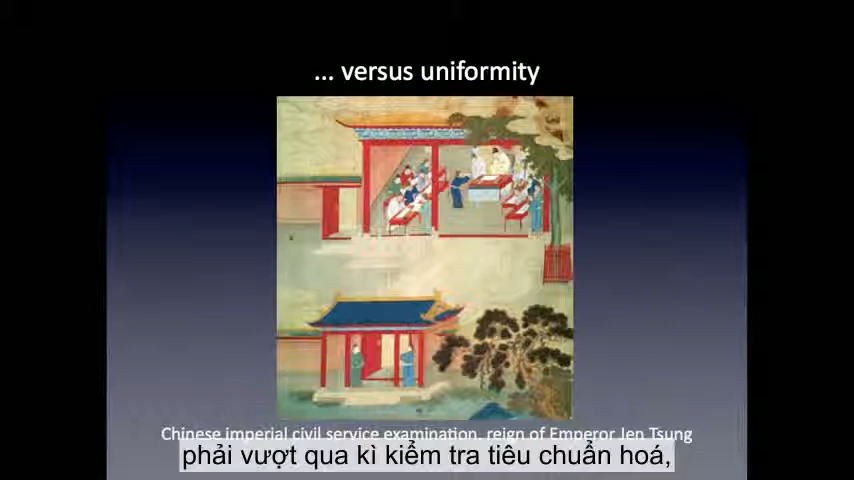 ... versus uniformity
Chinese imperial civil service examination, reign of Emperor Jen Tsung
phải vượt qua kì kiểm tra tiêu chuẩn hoá,